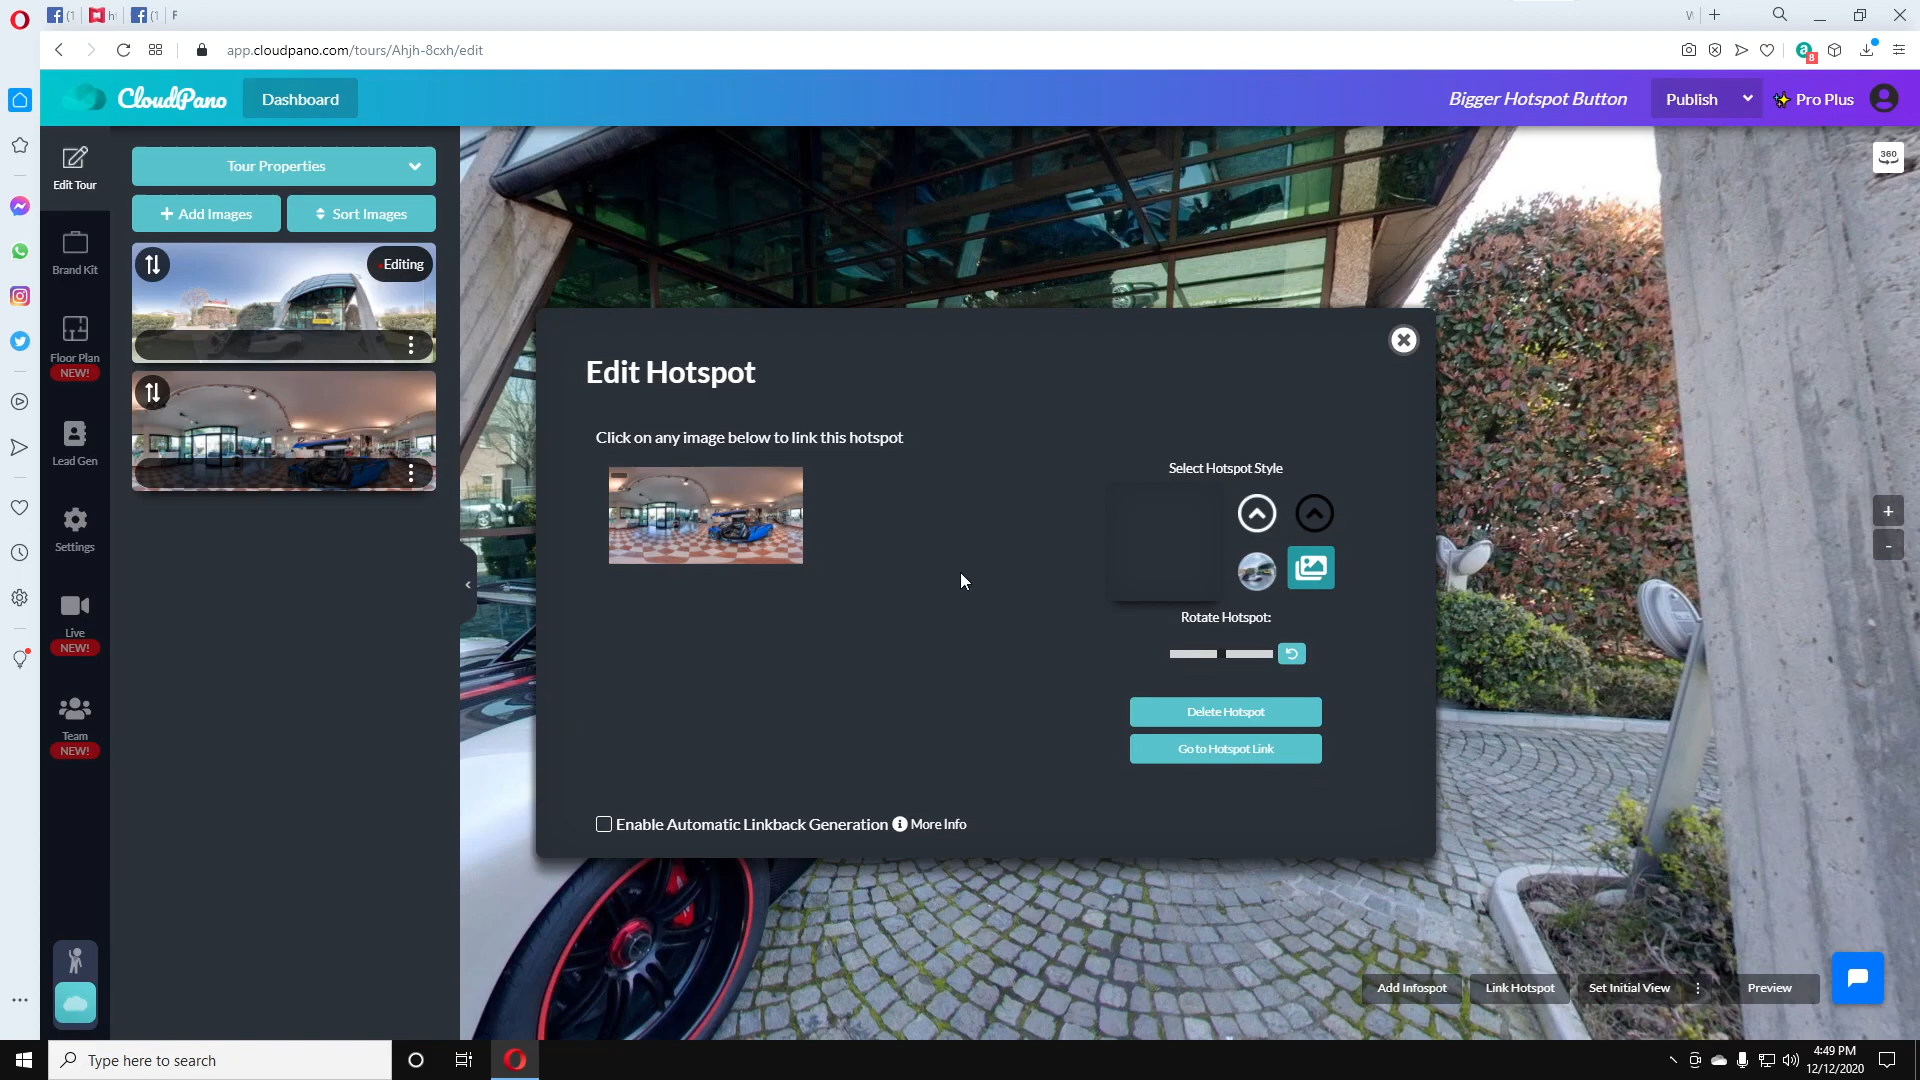 app.cloudpano.com/tours/Ahjh-8cxh/edit
8
CloudPano
Dashboard
Bigger Hotspot Button
Publish
Pro Plus
Edit Tour
Brand Kit
Floor Plan
NEW!
Lead Gen
Settings
Live
NEW!
Team
NEW!
Tour Properties
Add Images
Sort Images
Editing
360
Edit Hotspot
Click on any image below to link this hotspot
Select Hotspot Style
Rotate Hotspot:
Delete Hotspot
Go to Hotspot Link
Enable Automatic Linkback Generation
More Info
+
-
Add Infospot
Link Hotspot
Set Initial View
Preview
Type here to search
4:49 PM
12/12/2020